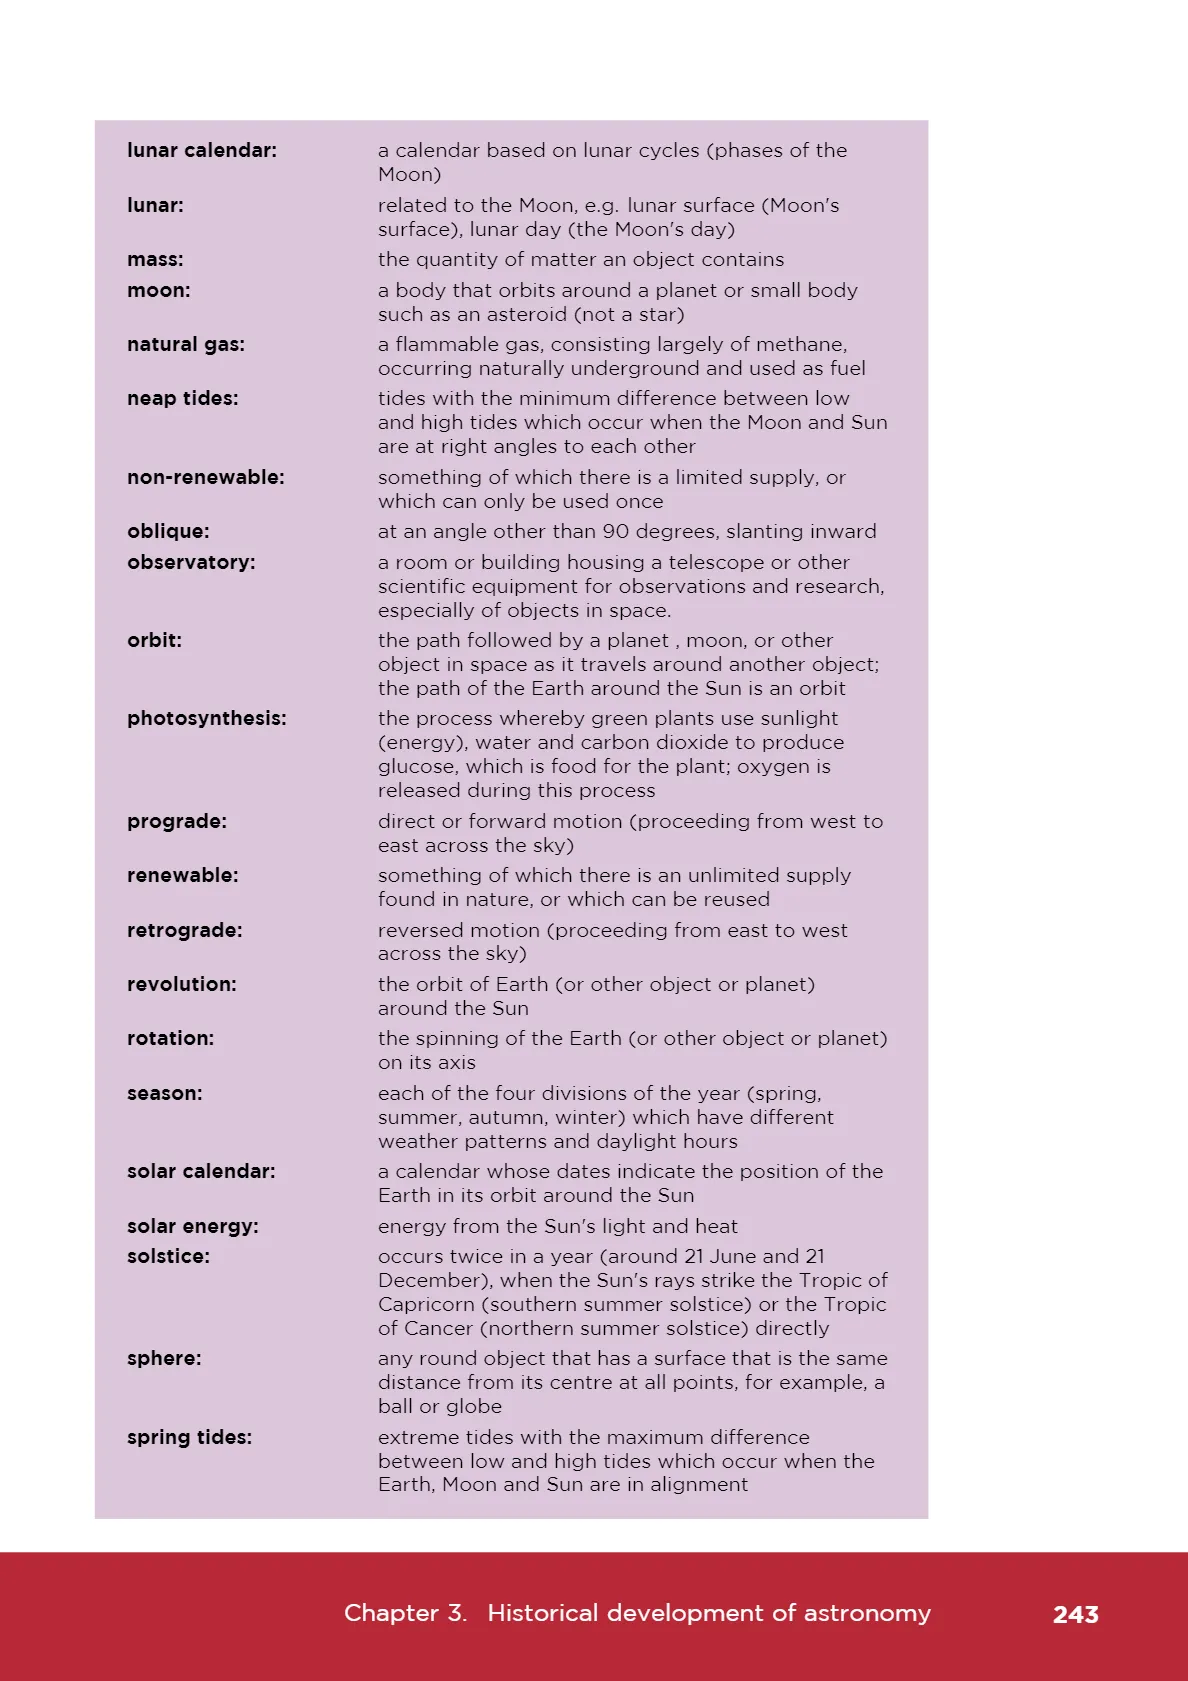 lunar calendar: a calendar based on lunar cycles (phases of the
Moon)
lunar: related to the Moon, e.g. lunar surface (Moon's
surface), lunar day (the Moon's day)
mass: the quantity of matter an object contains
moon: a body that orbits around a planet or small body
such as an asteroid (not a star)
natural gas: a flammable gas, consisting largely of methane,
occurring naturally underground and used as fuel
neap tides: tides with the minimum difference between low
and high tides which occur when the Moon and Sun
are at right angles to each other
non-renewable: something of which there is a limited supply, or
which can only be used once
oblique: at an angle other than 90 degrees, slanting inward
observatory: a room or building housing a telescope or other
scientific equipment for observations and research,
especially of objects in space.
orbit: the path followed by a planet , moon, or other
object in space as it travels around another object;
the path of the Earth around the Sun is an orbit
photosynthesis: the process whereby green plants use sunlight
(energy), water and carbon dioxide to produce
glucose, which is food for the plant; oxygen is
released during this process
prograde: direct or forward motion (proceeding from west to
east across the sky)
renewable: something of which there is an unlimited supply
found in nature, or which can be reused
retrograde: reversed motion (proceeding from east to west
across the sky)
revolution: the orbit of Earth (or other object or planet)
around the Sun
rotation: the spinning of the Earth (or other object or planet)
on its axis
season: each of the four divisions of the year (spring,
summer, autumn, winter) which have different
weather patterns and daylight hours
solar calendar: a calendar whose dates indicate the position of the
Earth in its orbit around the Sun
solar energy: energy from the Sun's light and heat
solstice: occurs twice in a year (around 21 June and 21
December), when the Sun's rays strike the Tropic of
Capricorn (southern summer solstice) or the Tropic
of Cancer (northern summer solstice) directly
sphere: any round object that has a surface that is the same
distance from its centre at all points, for example, a
ball or globe
spring tides: extreme tides with the maximum difference
between low and high tides which occur when the
Earth, Moon and Sun are in alignment
Chapter 3. Historical development of astronomy 243